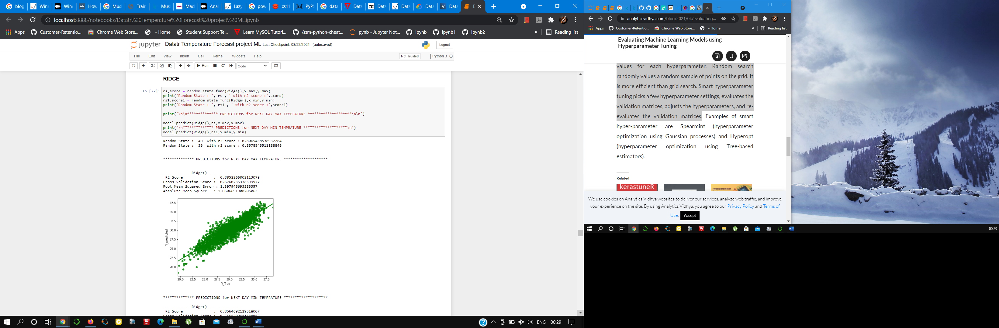 blog
Wind
Wind
How
Mus
Train
Mus
Mac
Ana
Lazy
pow
cs11
PyPS
data
Data
Data
Data
Data
Data
localhost:8888/notebooks/Datatr%20Temperature%20Forecast%20project%20ML.ipynb
Apps
Customer-Retentio...
Chrome Web Store...
- Home
Student Support Te...
Learn MySQL Tutori...
/ztm-python-cheat...
pynb - Jupyter Not...
ipynb
ipynb1
ipynb2
»
Reading list
jupyter Datatr Temperature Forecast project ML Last Checkpoint: 08/22/2021 (autosaved)
Logout
File Edit View Insert Cell Kernel Widgets Help
Not Trusted
Python 3
Run
Code
RIDGE
In [77]:
rs,score = random_state_func(Ridge(),x_max,y_max)
print('Random State : ', rs , ' with r2 score :',score)
rs1,score1 = random_state_func(Ridge(),x_min,y_min)
print('Random State : ', rs1 , ' with r2 score :',score1)
print('\n\n************** PREDICTIONS for NEXT DAY MAX TEMPRATURE ********************\n\n')
model_predict(Ridge(),rs,x_max,y_max)
print('\n************** PREDICTIONS for NEXT DAY MIN TEMPRATURE ********************\n')
model_predict(Ridge(),rs1,x_min,y_min)
Random State :  40  with r2 score : 0.8065458538932284
Random State :  36  with r2 score : 0.8578545511188846
************** PREDICTIONS for NEXT DAY MAX TEMPRATURE ********************
------------ Ridge() --------------
R2 Score : 0.8052266002113079
Cross Validation Score : 0.6760735338599977
Root Mean Squared Error : 1.397945693383357
Absolute Mean Square : 1.0606691908206063
37.5
35.0
32.5
30.0
27.5
25.0
22.5
20.0
Y_predicted
20.0 22.5 25.0 27.5 30.0 32.5 35.0 37.5
Y_True
************** PREDICTIONS for NEXT DAY MIN TEMPRATURE ********************
------------ Ridge() --------------
R2 Score : 0.8564692129518007
ENG 00:29
analyticsvidhya.com/blog/2021/04/evaluating...
Apps
Customer-Retentio...
Chrome Web Store...
- Home
»
Reading list
Evaluating Machine Learning Models using
Hyperparameter Tuning
values for each hyperparameter. Random search
randomly values a random sample of points on the grid. It
is more efficient than grid search. Smart hyperparameter
tuning picks a few hyperparameter settings, evaluates the
validation matrices, adjusts the hyperparameters, and re-
evaluates the validation matrices. Examples of smart
hyper-parameter are Spearmint (hyperparameter
optimization using Gaussian processes) and Hyperopt
(hyperparameter optimization using Tree-based
estimators).
Related
kerastuneR
Hyperparameter
We use cookies on Analytics Vidhya websites to deliver our services, analyze web traffic, and improve
your experience on the site. By using Analytics Vidhya, you agree to our Privacy Policy and Terms of
Use. Accept
00:29